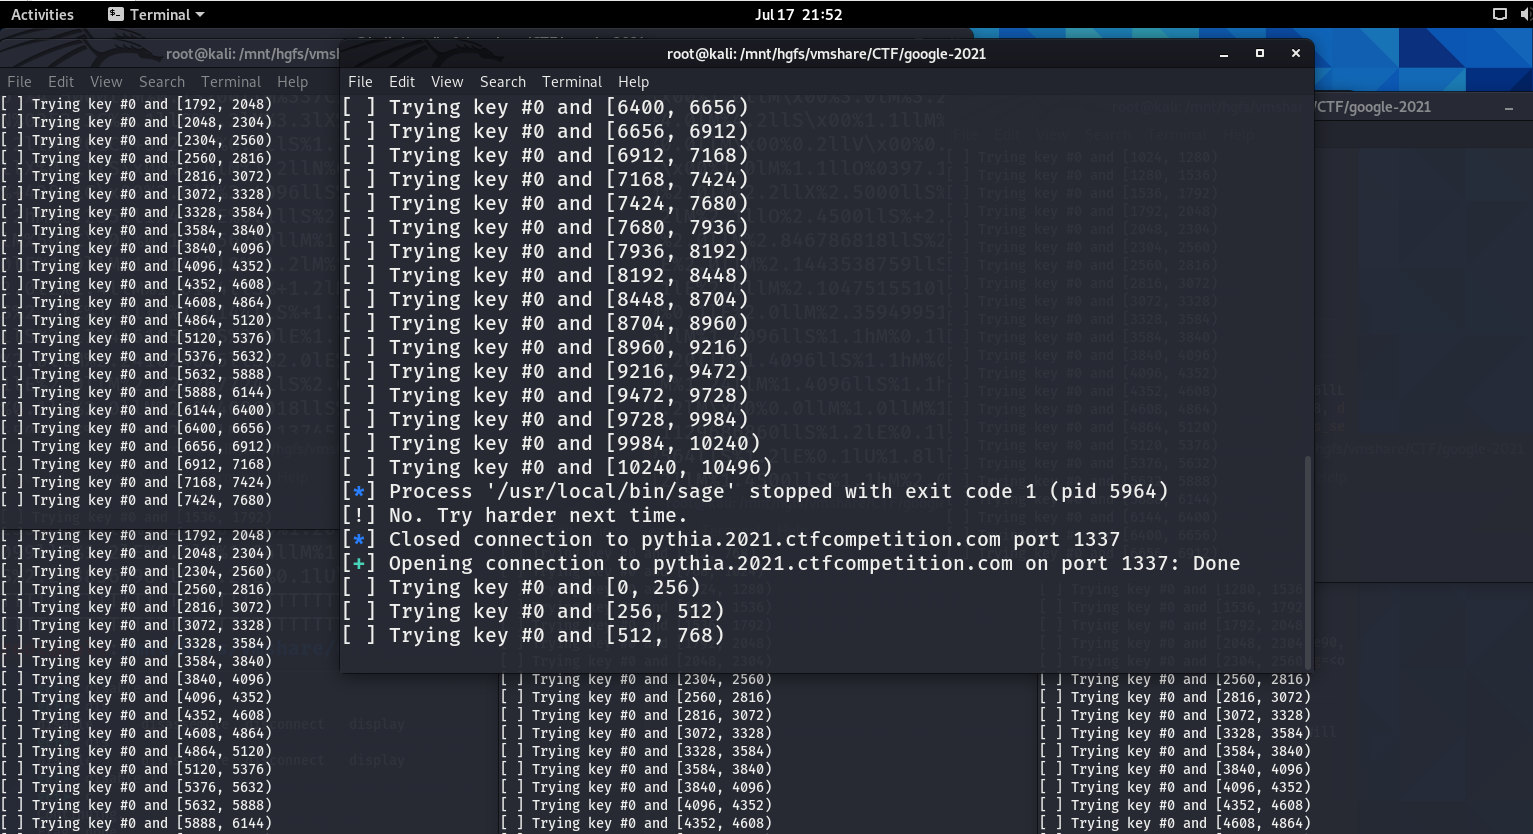 Activities
Terminal
Jul 17 21:52
root@kali: /mnt/hgfs/vmsh
File Edit View Search Terminal Help
[ ] Trying key #0 and [1792, 2048)
[ ] Trying key #0 and [2048, 2304)
[ ] Trying key #0 and [2304, 2560)
[ ] Trying key #0 and [2560, 2816)
[ ] Trying key #0 and [2816, 3072)
[ ] Trying key #0 and [3072, 3328)
[ ] Trying key #0 and [3328, 3584)
[ ] Trying key #0 and [3584, 3840)
[ ] Trying key #0 and [3840, 4096)
[ ] Trying key #0 and [4096, 4352)
[ ] Trying key #0 and [4352, 4608)
[ ] Trying key #0 and [4608, 4864)
[ ] Trying key #0 and [4864, 5120)
[ ] Trying key #0 and [5120, 5376)
[ ] Trying key #0 and [5376, 5632)
[ ] Trying key #0 and [5632, 5888)
[ ] Trying key #0 and [5888, 6144)
[ ] Trying key #0 and [6144, 6400)
[ ] Trying key #0 and [6400, 6656)
[ ] Trying key #0 and [6656, 6912)
[ ] Trying key #0 and [6912, 7168)
[ ] Trying key #0 and [7168, 7424)
[ ] Trying key #0 and [7424, 7680)
root@kali: /mnt/hgfs/vmshare/CTF/google-2021
File Edit View Search Terminal Help
[ ] Trying key #0 and [6400, 6656)
[ ] Trying key #0 and [6656, 6912)
[ ] Trying key #0 and [6912, 7168)
[ ] Trying key #0 and [7168, 7424)
[ ] Trying key #0 and [7424, 7680)
[ ] Trying key #0 and [7680, 7936)
[ ] Trying key #0 and [7936, 8192)
[ ] Trying key #0 and [8192, 8448)
[ ] Trying key #0 and [8448, 8704)
[ ] Trying key #0 and [8704, 8960)
[ ] Trying key #0 and [8960, 9216)
[ ] Trying key #0 and [9216, 9472)
[ ] Trying key #0 and [9472, 9728)
[ ] Trying key #0 and [9728, 9984)
[ ] Trying key #0 and [9984, 10240)
[ ] Trying key #0 and [10240, 10496)
[*] Process '/usr/local/bin/sage' stopped with exit code 1 (pid 5964)
[!] No. Try harder next time.
[*] Closed connection to pythia.2021.ctfcompetition.com port 1337
[+] Opening connection to pythia.2021.ctfcompetition.com on port 1337: Done
[ ] Trying key #0 and [0, 256)
[ ] Trying key #0 and [256, 512)
[ ] Trying key #0 and [512, 768)
/CTF/google-2021
[ ] Trying key #0 and [1792, 2048)
[ ] Trying key #0 and [2048, 2304)
[ ] Trying key #0 and [2304, 2560)
[ ] Trying key #0 and [2560, 2816)
[ ] Trying key #0 and [2816, 3072)
[ ] Trying key #0 and [3072, 3328)
[ ] Trying key #0 and [3328, 3584)
[ ] Trying key #0 and [3584, 3840)
[ ] Trying key #0 and [3840, 4096)
[ ] Trying key #0 and [4096, 4352)
[ ] Trying key #0 and [4352, 4608)
[ ] Trying key #0 and [4608, 4864)
[ ] Trying key #0 and [4864, 5120)
[ ] Trying key #0 and [5120, 5376)
[ ] Trying key #0 and [5376, 5632)
[ ] Trying key #0 and [5632, 5888)
[ ] Trying key #0 and [5888, 6144)
[ ] Trying key #0 and [2304, 2560)
[ ] Trying key #0 and [2560, 2816)
[ ] Trying key #0 and [2816, 3072)
[ ] Trying key #0 and [3072, 3328)
[ ] Trying key #0 and [3328, 3584)
[ ] Trying key #0 and [3584, 3840)
[ ] Trying key #0 and [3840, 4096)
[ ] Trying key #0 and [4096, 4352)
[ ] Trying key #0 and [4352, 4608)
[ ] Trying key #0 and [2560, 2816)
[ ] Trying key #0 and [2816, 3072)
[ ] Trying key #0 and [3072, 3328)
[ ] Trying key #0 and [3328, 3584)
[ ] Trying key #0 and [3584, 3840)
[ ] Trying key #0 and [3840, 4096)
[ ] Trying key #0 and [4096, 4352)
[ ] Trying key #0 and [4352, 4608)
[ ] Trying key #0 and [4608, 4864)